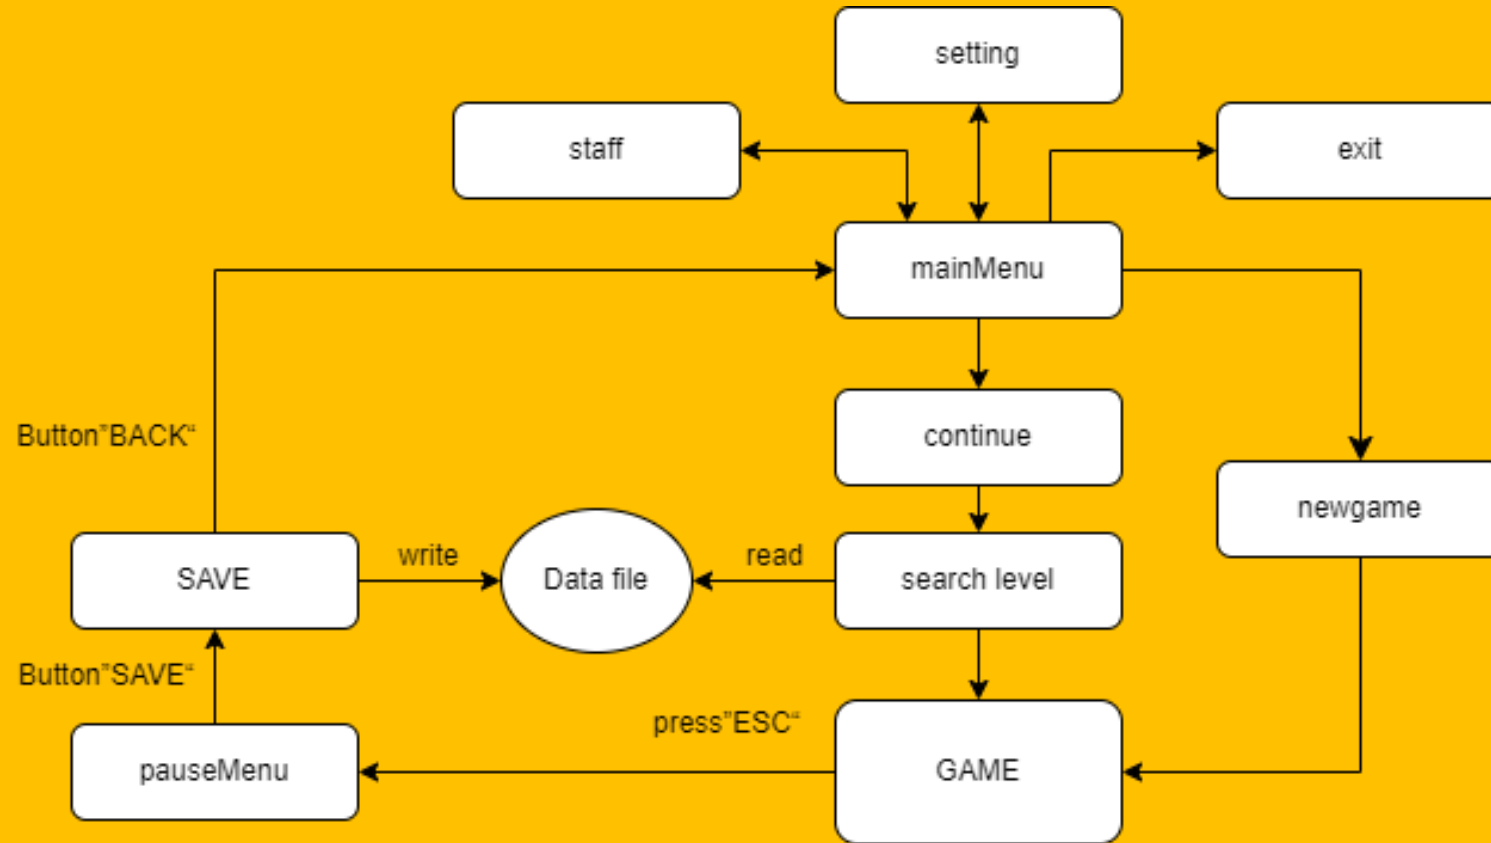 setting
staff
exit
mainMenu
Button”BACK“
continue
newgame
SAVE
write
Data file
read
search level
Button”SAVE“
press”ESC“
pauseMenu
GAME